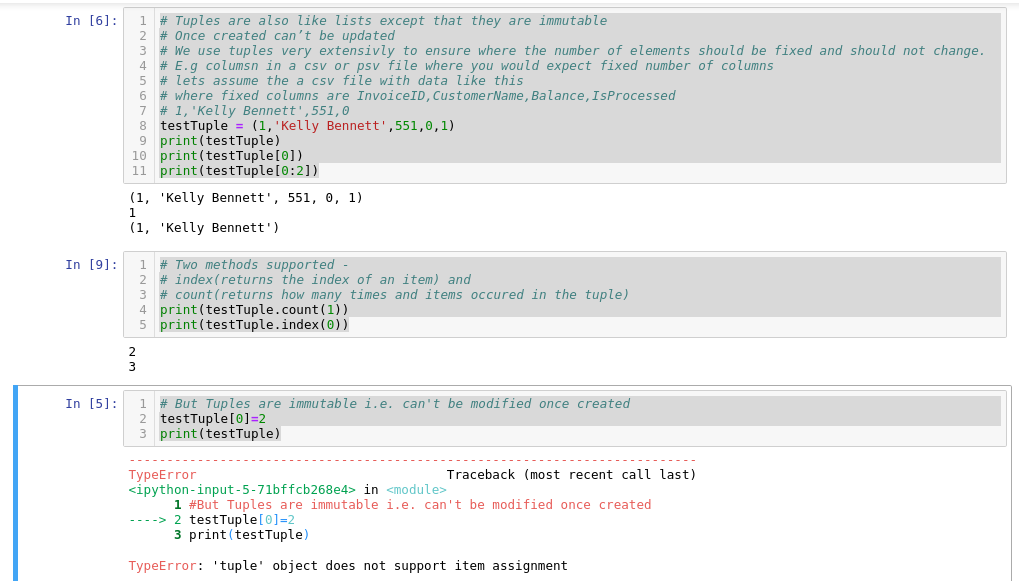 In [6]:
1 # Tuples are also like lists except that they are immutable
2 # Once created can’t be updated
3 # We use tuples very extensivly to ensure where the number of elements should be fixed and should not change.
4 # E.g columsn in a csv or psv file where you would expect fixed number of columns
5 # lets assume the a csv file with data like this
6 # where fixed columns are InvoiceID,CustomerName,Balance,IsProcessed
7 # 1,'Kelly Bennett',551,0
8 testTuple = (1,'Kelly Bennett',551,0,1)
9 print(testTuple)
10 print(testTuple[0])
11 print(testTuple[0:2])
(1, 'Kelly Bennett', 551, 0, 1)
1
(1, 'Kelly Bennett')
In [9]:
1 # Two methods supported -
2 # index(returns the index of an item) and
3 # count(returns how many times and items occured in the tuple)
4 print(testTuple.count(1))
5 print(testTuple.index(0))
2
3
In [5]:
1 # But Tuples are immutable i.e. can't be modified once created
2 testTuple[0]=2
3 print(testTuple)
--------------------------------------------------------------------------
TypeError Traceback (most recent call last)
<ipython-input-5-71bffcb268e4> in <module>
1 #But Tuples are immutable i.e. can't be modified once created
----> 2 testTuple[0]=2
3 print(testTuple)
TypeError: 'tuple' object does not support item assignment